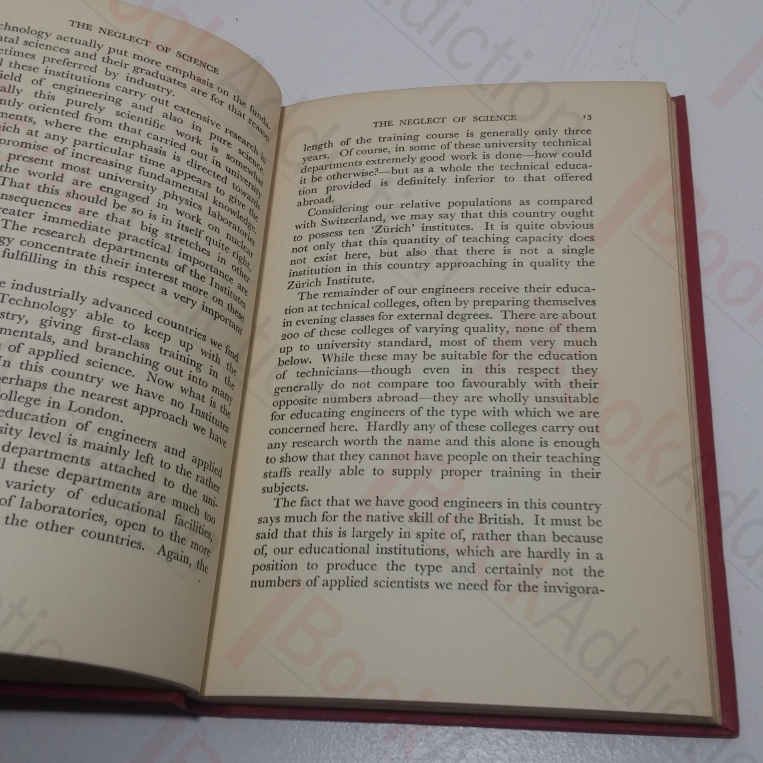 THE NEGLECT OF SCIENCE
chnology actually put more emphasis on the funda-
ntal sciences and their graduates are for that reason
etimes preferred by industry.
l these institutions carry out extensive research in
ield of engineering and also in pure science.
ally this purely scientific work is somewhat
ntly oriented from that carried out in university
ments, where the emphasis is directed towards
ich at any particular time appears to give the
promise of increasing fundamental knowledge.
present most university physics laboratories
the world are engaged in work on nuclear
That this should be so is in itself quite right,
nsequences are that big stretches in other
reater immediate practical importance are
The research departments of the Institutes
gy concentrate their interest more on these
fulfilling in this respect a very important
e industrially advanced countries we find
Technology able to keep up with the
stry, giving first-class training in the
mentals, and branching out into many
of applied science. Now what is the
In this country we have no Institutes
erhaps the nearest approach we have
College in London.
education of engineers and applied
sity level is mainly left to the rather
departments attached to the uni-
l these departments are much too
variety of educational facilities,
of laboratories, open to the more
the other countries. Again, the
THE NEGLECT OF SCIENCE 13
length of the training course is generally only three
years. Of course, in some of these university technical
departments extremely good work is done—how could
it be otherwise?—but as a whole the technical educa-
tion provided is definitely inferior to that offered
abroad.
Considering our relative populations as compared
with Switzerland, we may say that this country ought
to possess ten 'Zürich' institutes. It is quite obvious
not only that this quantity of teaching capacity does
not exist here, but also that there is not a single
institution in this country approaching in quality the
Zürich Institute.
The remainder of our engineers receive their educa-
tion at technical colleges, often by preparing themselves
in evening classes for external degrees. There are about
200 of these colleges of varying quality, none of them
up to university standard, most of them very much
below. While these may be suitable for the education
of technicians—though even in this respect they
generally do not compare too favourably with their
opposite numbers abroad—they are wholly unsuitable
for educating engineers of the type with which we are
concerned here. Hardly any of these colleges carry out
any research worth the name and this alone is enough
to show that they cannot have people on their teaching
staffs really able to supply proper training in their
subjects.
The fact that we have good engineers in this country
says much for the native skill of the British. It must be
said that this is largely in spite of, rather than because
of, our educational institutions, which are hardly in a
position to produce the type and certainly not the
numbers of applied scientists we need for the invigora-
BookAddiction